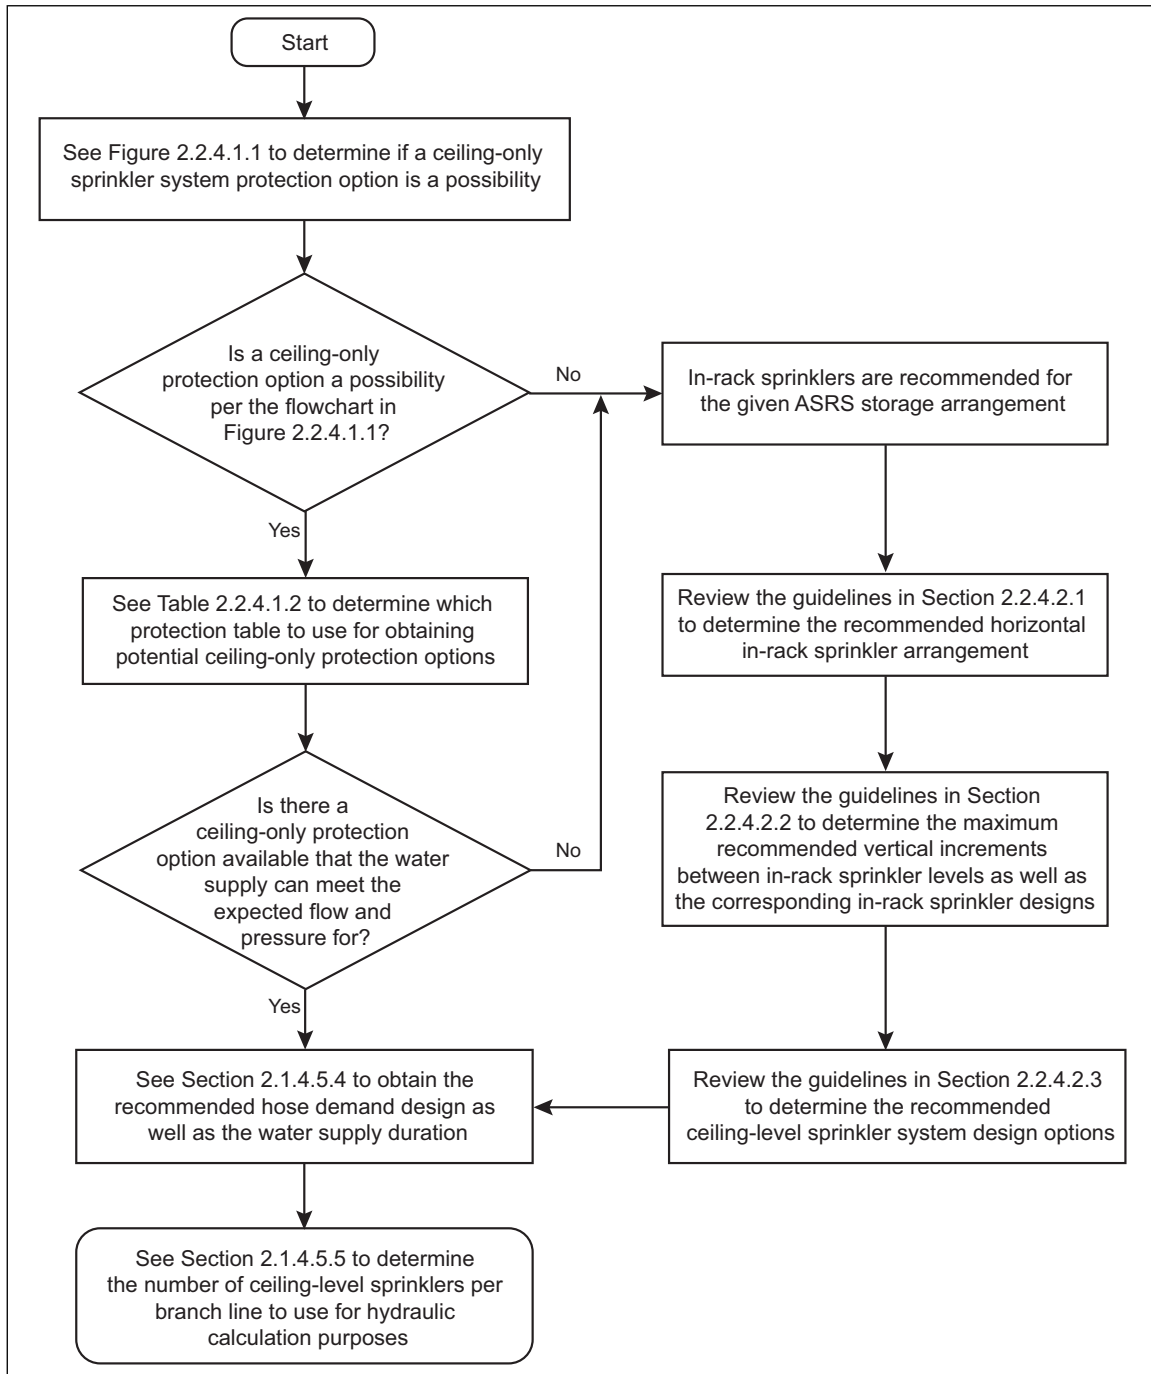 Start
See Figure 2.2.4.1.1 to determine if a ceiling-only
sprinkler system protection option is a possibility
Is a ceiling-only
protection option a possibility
per the flowchart in
Figure 2.2.4.1.1?
No
In-rack sprinklers are recommended for
the given ASRS storage arrangement
Yes
See Table 2.2.4.1.2 to determine which
protection table to use for obtaining
potential ceiling-only protection options
Review the guidelines in Section 2.2.4.2.1
to determine the recommended horizontal
in-rack sprinkler arrangement
Is there a
ceiling-only protection
option available that the water
supply can meet the
expected flow and
pressure for?
No
Review the guidelines in Section
2.2.4.2.2 to determine the maximum
recommended vertical increments
between in-rack sprinkler levels as well as
the corresponding in-rack sprinkler designs
Yes
See Section 2.1.4.5.4 to obtain the
recommended hose demand design as
well as the water supply duration
Review the guidelines in Section 2.2.4.2.3
to determine the recommended
ceiling-level sprinkler system design options
See Section 2.1.4.5.5 to determine
the number of ceiling-level sprinklers per
branch line to use for hydraulic
calculation purposes